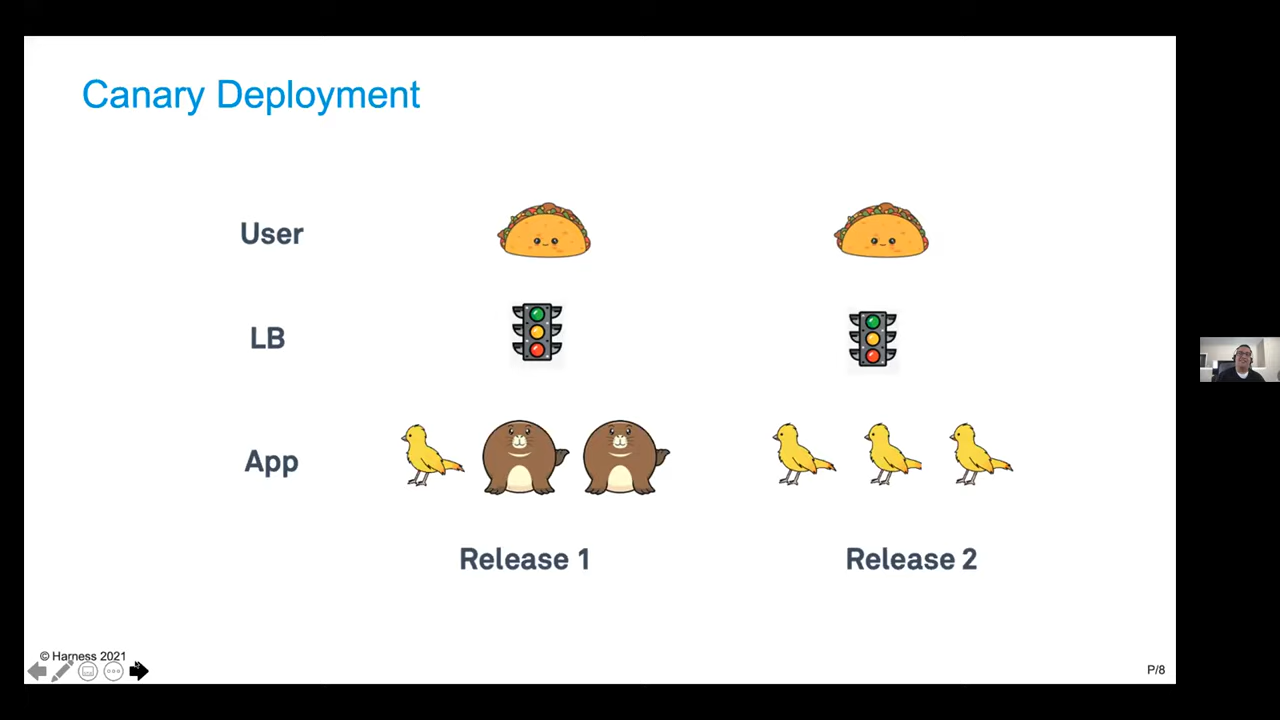 Canary Deployment
User
LB
App
Release 1
Release 2
© Harness 2021
P/8